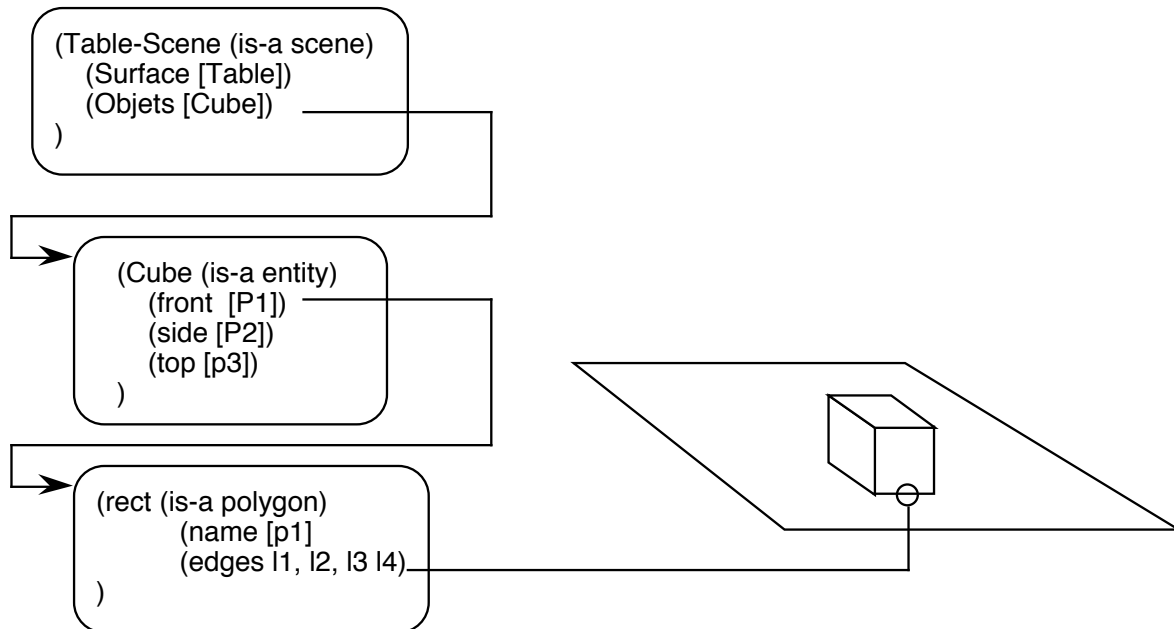 (Table-Scene (is-a scene)
(Surface [Table])
(Objets [Cube])
)
(Cube (is-a entity)
(front [P1])
(side [P2])
(top [p3])
)
(rect (is-a polygon)
(name [p1]
(edges l1, l2, l3 l4)
)